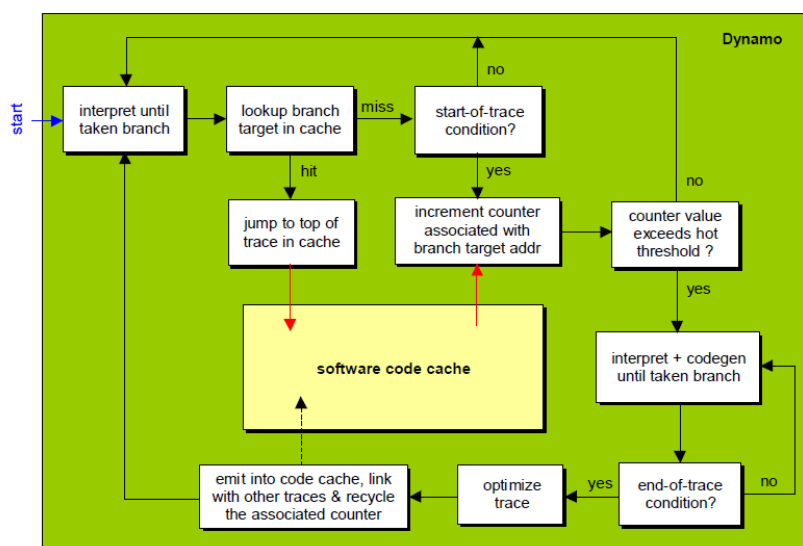 Dynamo
no
start
interpret until
taken branch
lookup branch
target in cache
miss
start-of-trace
condition?
hit
yes
no
jump to top of
trace in cache
increment counter
associated with
branch target addr
counter value
exceeds hot
threshold ?
yes
software code cache
interpret + codegen
until taken branch
emit into code cache, link
with other traces & recycle
the associated counter
optimize
trace
yes
end-of-trace
condition?
no